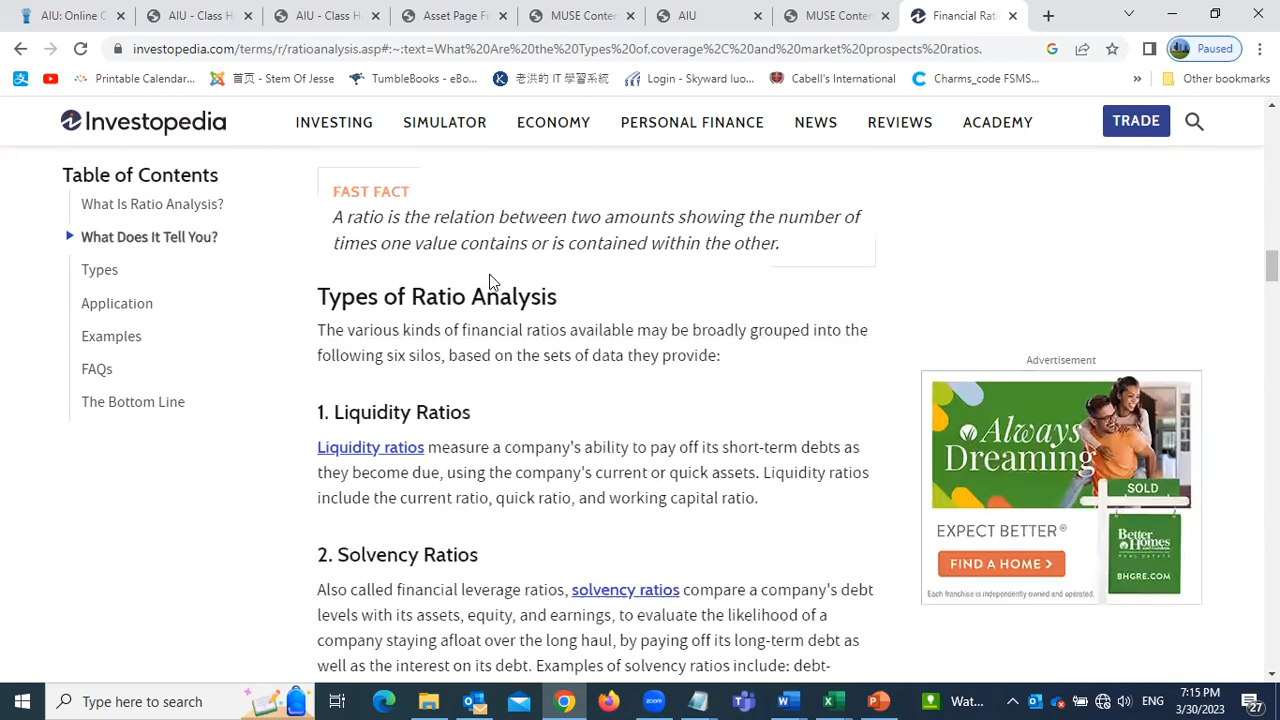 AIU: Online C
AIU - Class H
AIU - Class H
Asset Page Fi
MUSE Conten
AIU
MUSE Conten
Financial Rati
investopedia.com/terms/r/ratioanalysis.asp#:~:text=What%20Are%20the%20Types%20of,coverage%2C%20and%20market%20prospects%20ratios.
Paused
Printable Calendar...
首页 - Stem Of Jesse
TumbleBooks - eBo...
老洪的 IT 學習系統
Login - Skyward Iuo...
Cabell's International
Charms_code FSMS...
»
Other bookmarks
Investopedia
INVESTING
SIMULATOR
ECONOMY
PERSONAL FINANCE
NEWS
REVIEWS
ACADEMY
TRADE
Table of Contents
What Is Ratio Analysis?
What Does It Tell You?
Types
Application
Examples
FAQs
The Bottom Line
FAST FACT
A ratio is the relation between two amounts showing the number of
times one value contains or is contained within the other.
Types of Ratio Analysis
The various kinds of financial ratios available may be broadly grouped into the
following six silos, based on the sets of data they provide:
1. Liquidity Ratios
Liquidity ratios measure a company's ability to pay off its short-term debts as
they become due, using the company's current or quick assets. Liquidity ratios
include the current ratio, quick ratio, and working capital ratio.
2. Solvency Ratios
Also called financial leverage ratios, solvency ratios compare a company's debt
levels with its assets, equity, and earnings, to evaluate the likelihood of a
company staying afloat over the long haul, by paying off its long-term debt as
well as the interest on its debt. Examples of solvency ratios include: debt-
Advertisement
Always
Dreaming
SOLD
EXPECT BETTER®
FIND A HOME >
Better
Homes
and Gardens
REAL ESTATE
BHGRE.COM
Each franchise is independently owned and operated.
Type here to search
Wat...
ENG
7:15 PM
3/30/2023
27